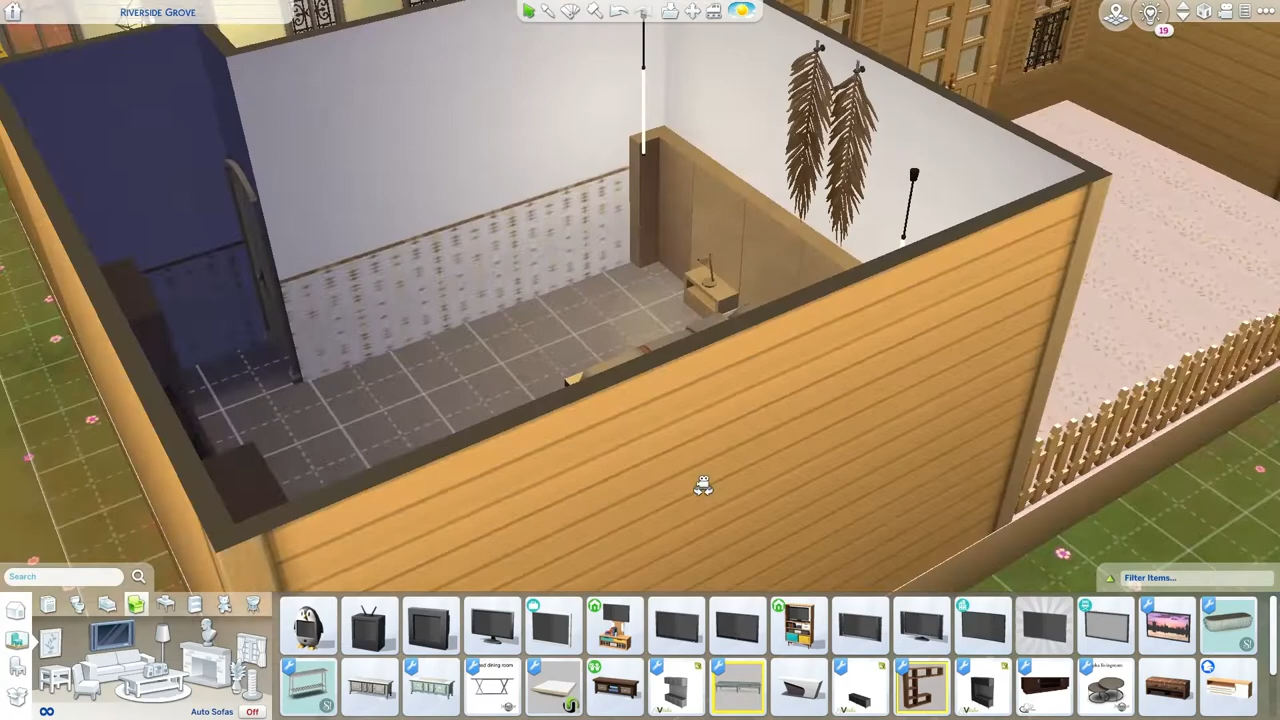 RIVERSIDE GROVE
19
Search
Filter Items...
Auto Sofas
Off